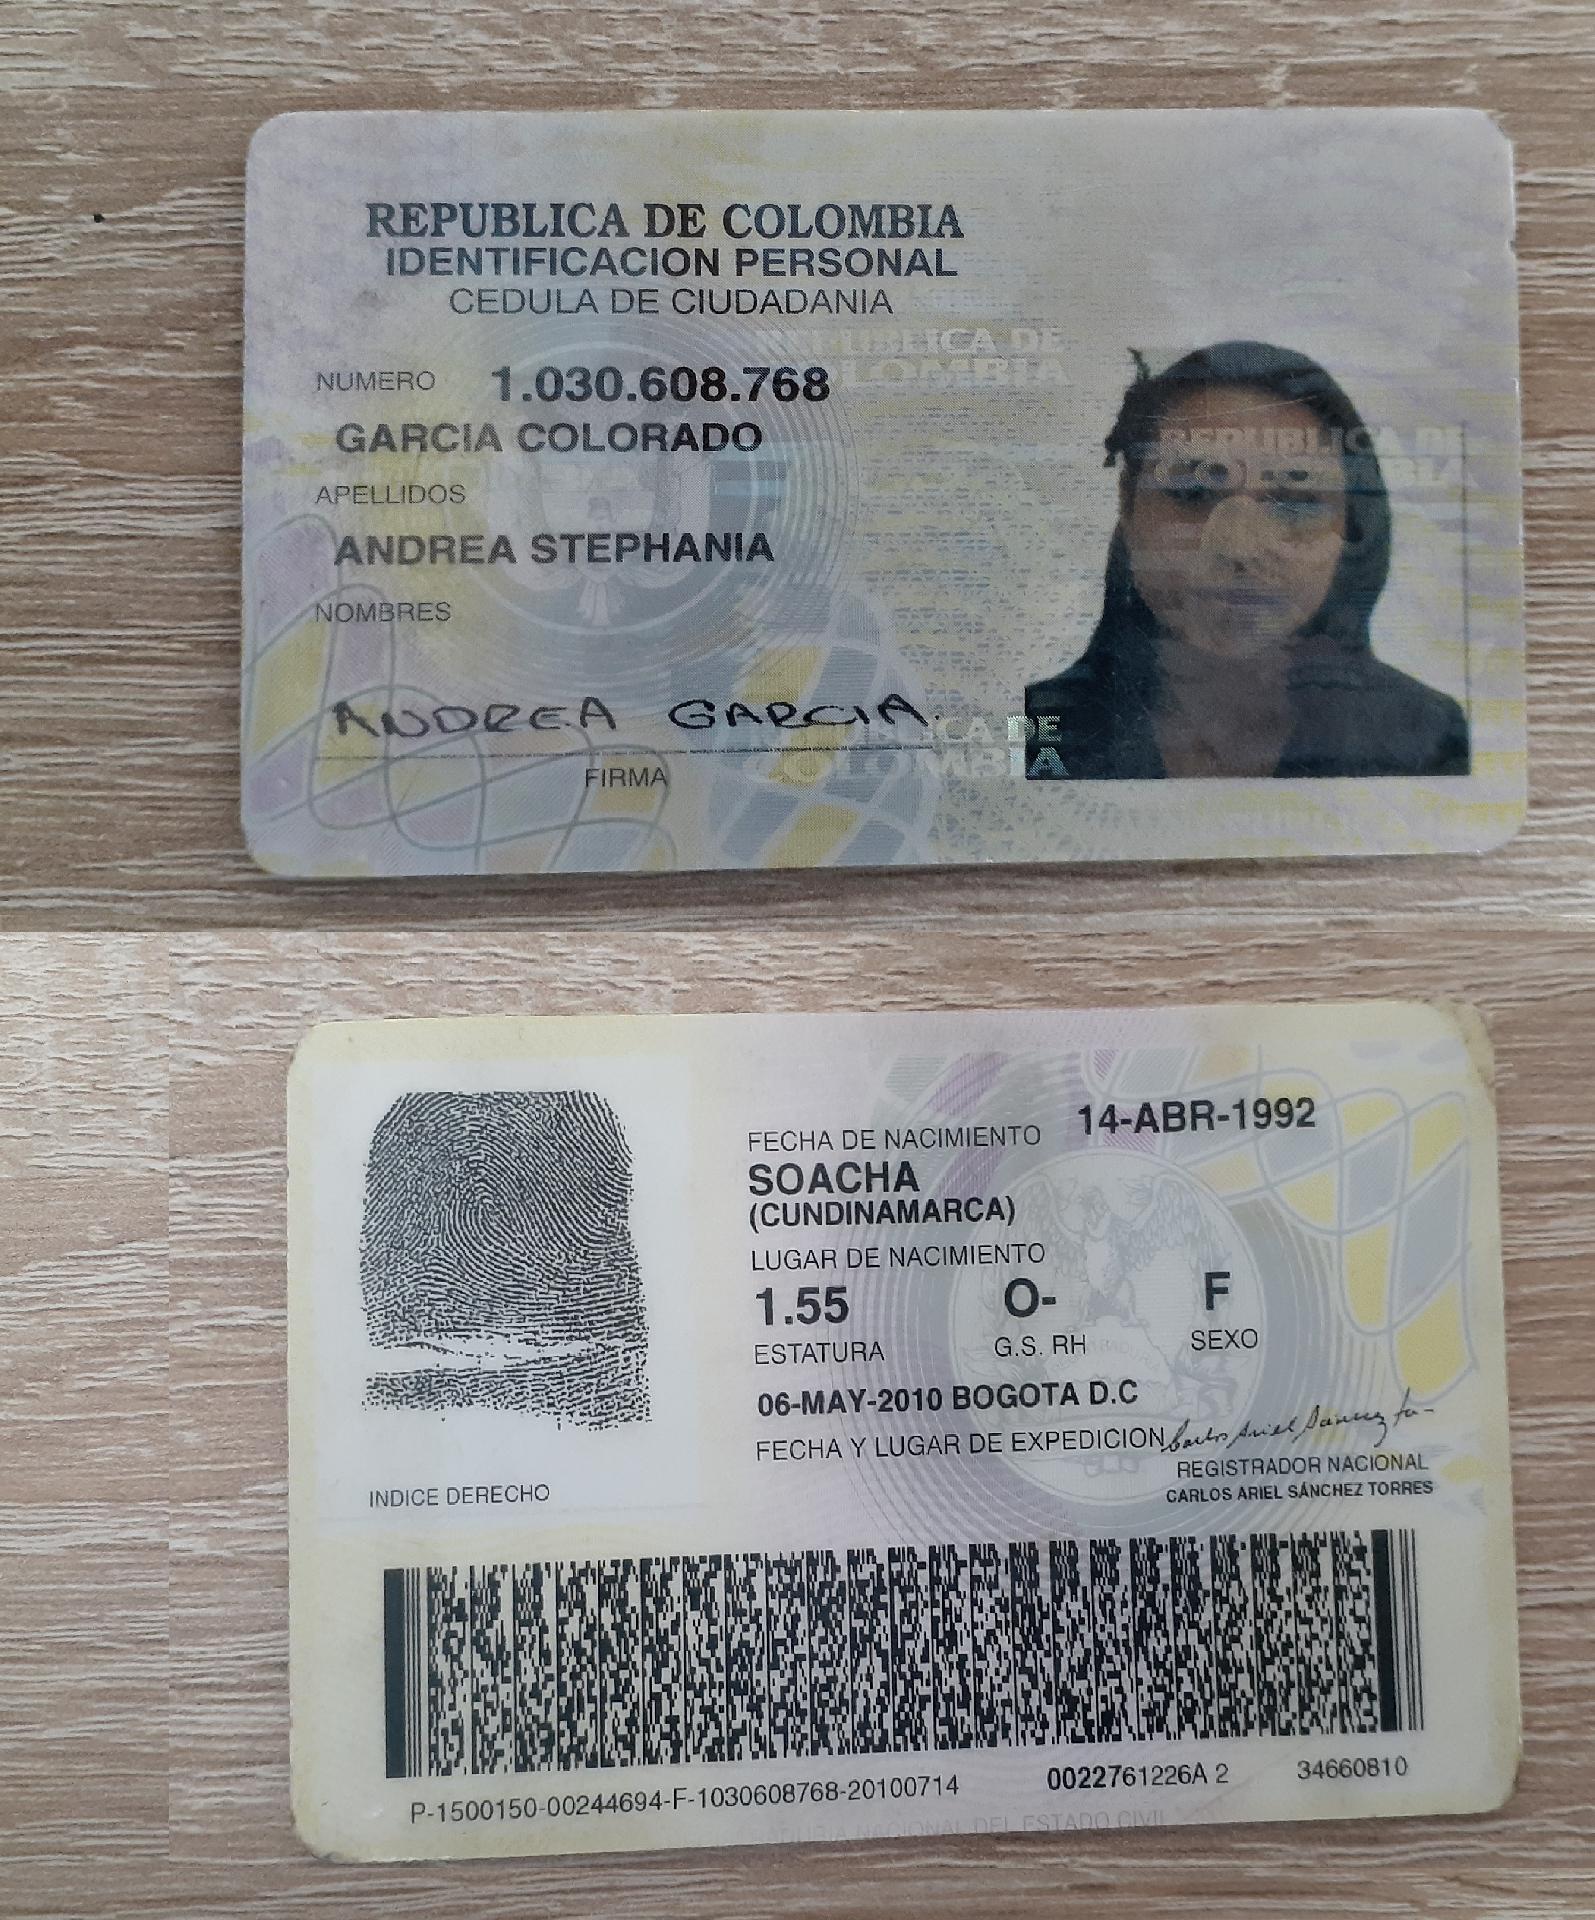 REPUBLICA DE COLOMBIA
IDENTIFICACION PERSONAL
CEDULA DE CIUDADANIA
NUMERO 1.030.608.768
GARCIA COLORADO
APELLIDOS
ANDREA STEPHANIA
NOMBRES
ANDREA GARCIA.
FIRMA
REPUBLICA DE
COLOMBIA
REPUBLICA DE
COLOMBIA
CA DE
COLOMBIA
FECHA DE NACIMIENTO 14-ABR-1992
SOACHA
(CUNDINAMARCA)
LUGAR DE NACIMIENTO
1.55 O- F
ESTATURA G.S. RH SEXO
06-MAY-2010 BOGOTA D.C
FECHA Y LUGAR DE EXPEDICION
Carlos Ariel Sánchez
REGISTRADOR NACIONAL
CARLOS ARIEL SÁNCHEZ TORRES
INDICE DERECHO
P-1500150-00244694-F-1030608768-20100714 0022761226A 2 34660810
NACIONAL DEL ESTADO CIVIL